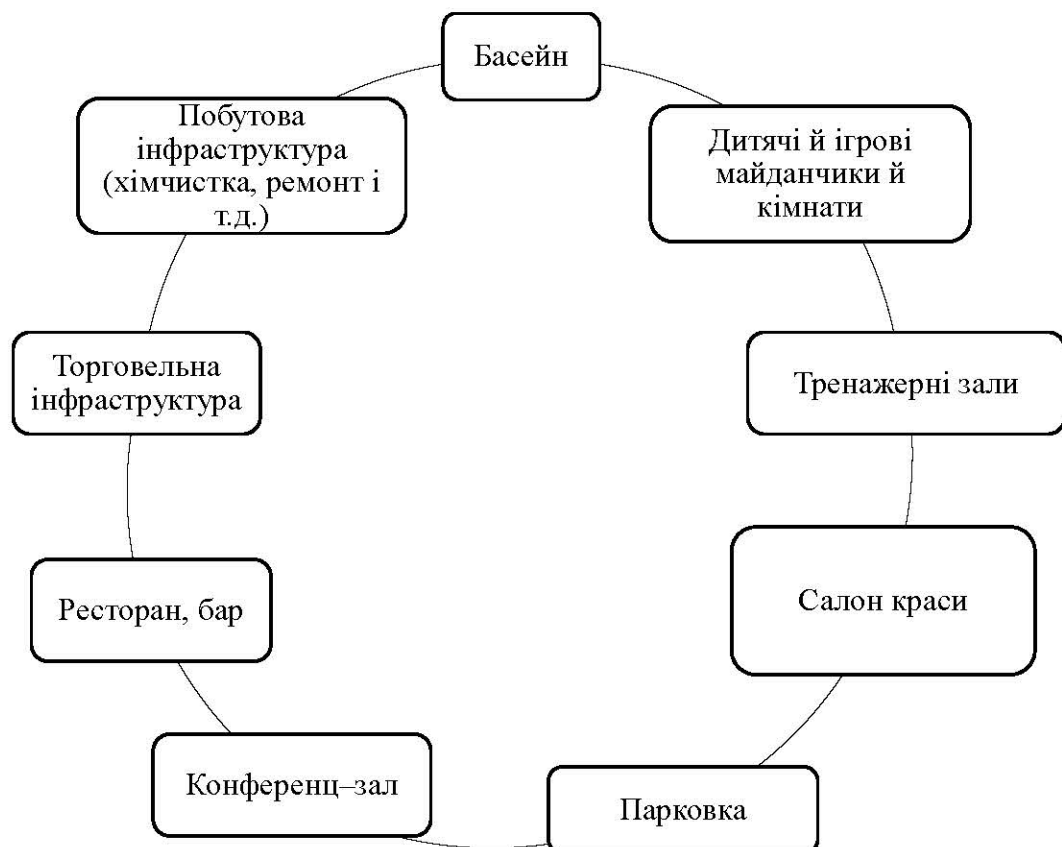 Басейн
Дитячі й ігрові
майданчики й
кімнати
Тренажерні зали
Салон краси
Парковка
Конференц–зал
Ресторан, бар
Торговельна
інфраструктура
Побутова
інфраструктура
(хімчистка, ремонт і
т.д.)